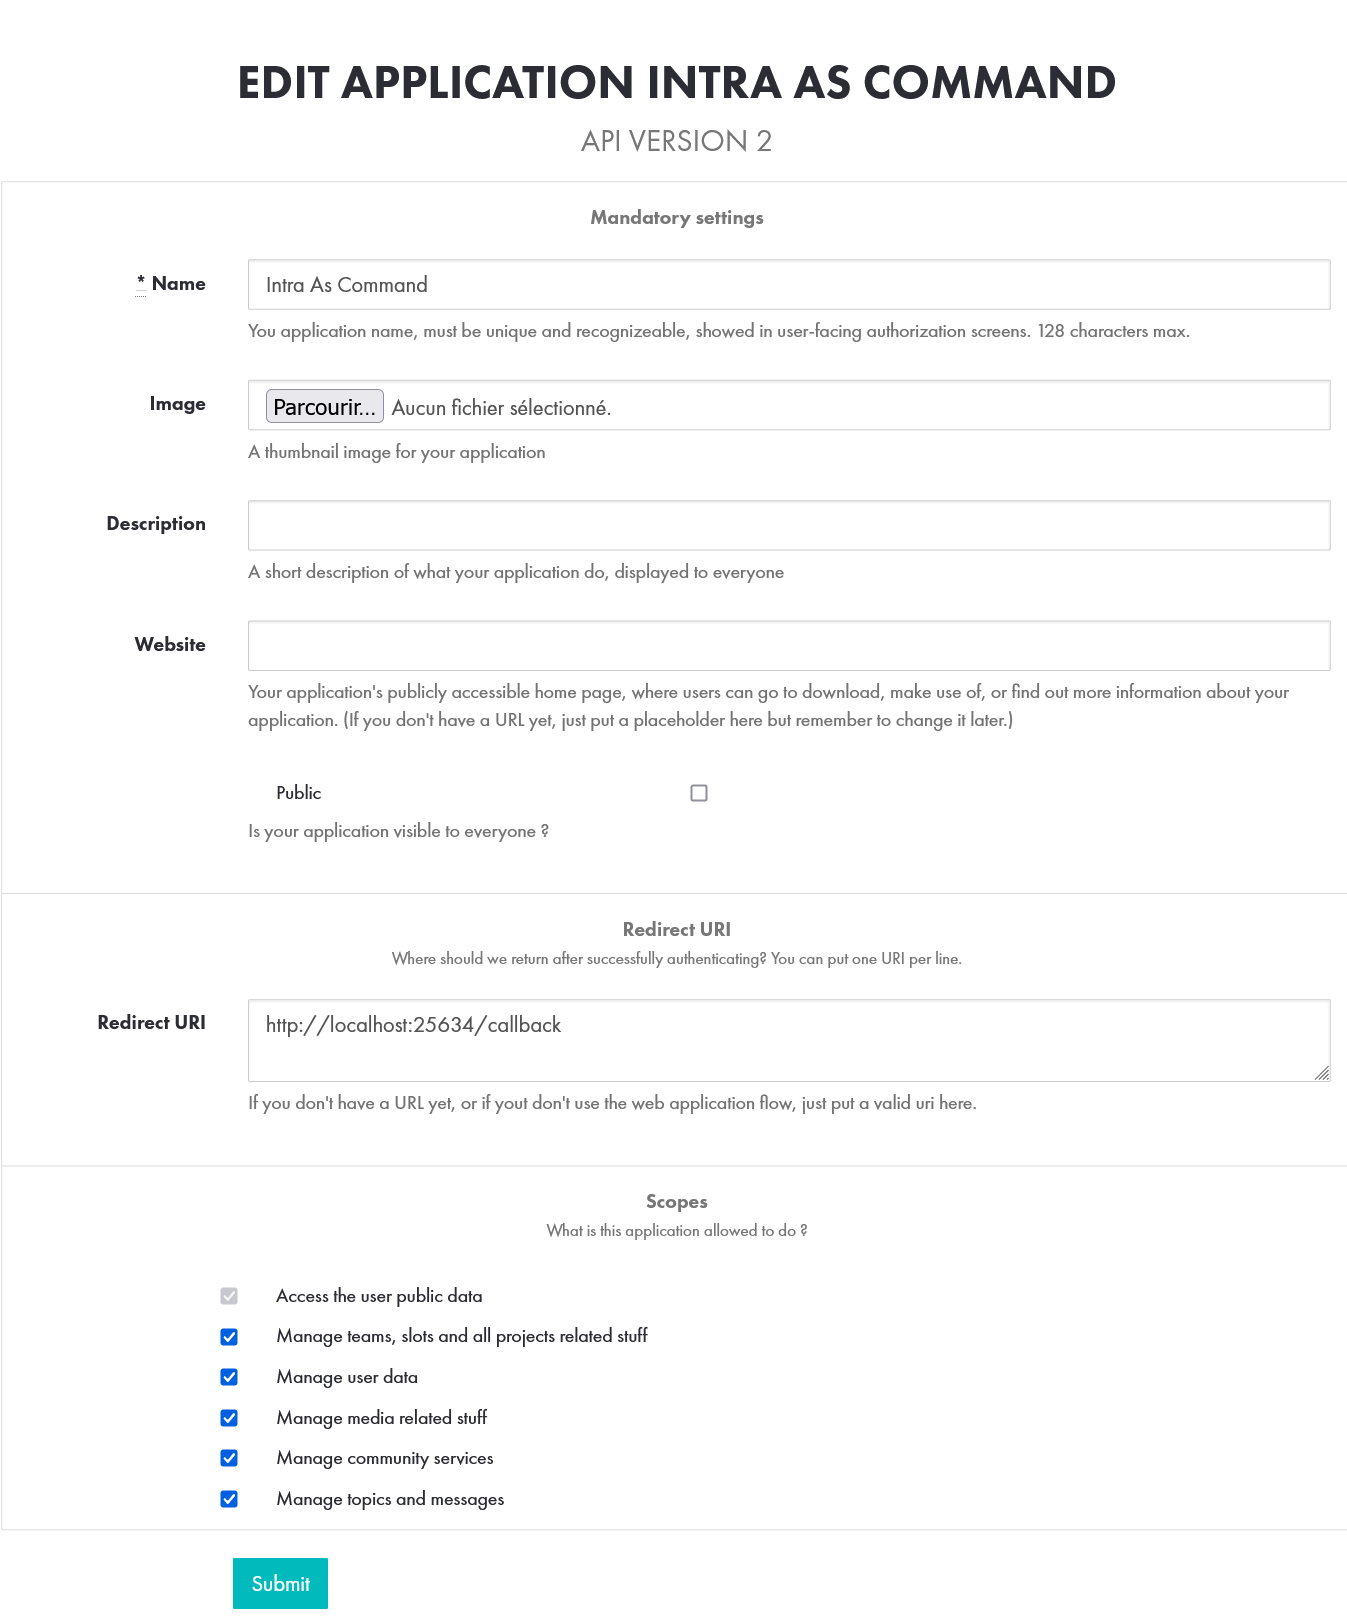 EDIT APPLICATION INTRA AS COMMAND
API VERSION 2
Mandatory settings
* Name
Intra As Command
You application name, must be unique and recognizeable, showed in user-facing authorization screens. 128 characters max.
Image
Parcourir... Aucun fichier sélectionné.
A thumbnail image for your application
Description
A short description of what your application do, displayed to everyone
Website
Your application's publicly accessible home page, where users can go to download, make use of, or find out more information about your
application. (If you don't have a URL yet, just put a placeholder here but remember to change it later.)
Public
Is your application visible to everyone ?
Redirect URI
Where should we return after successfully authenticating? You can put one URI per line.
Redirect URI
http://localhost:25634/callback
If you don't have a URL yet, or if yout don't use the web application flow, just put a valid uri here.
Scopes
What is this application allowed to do ?
Access the user public data
Manage teams, slots and all projects related stuff
Manage user data
Manage media related stuff
Manage community services
Manage topics and messages
Submit